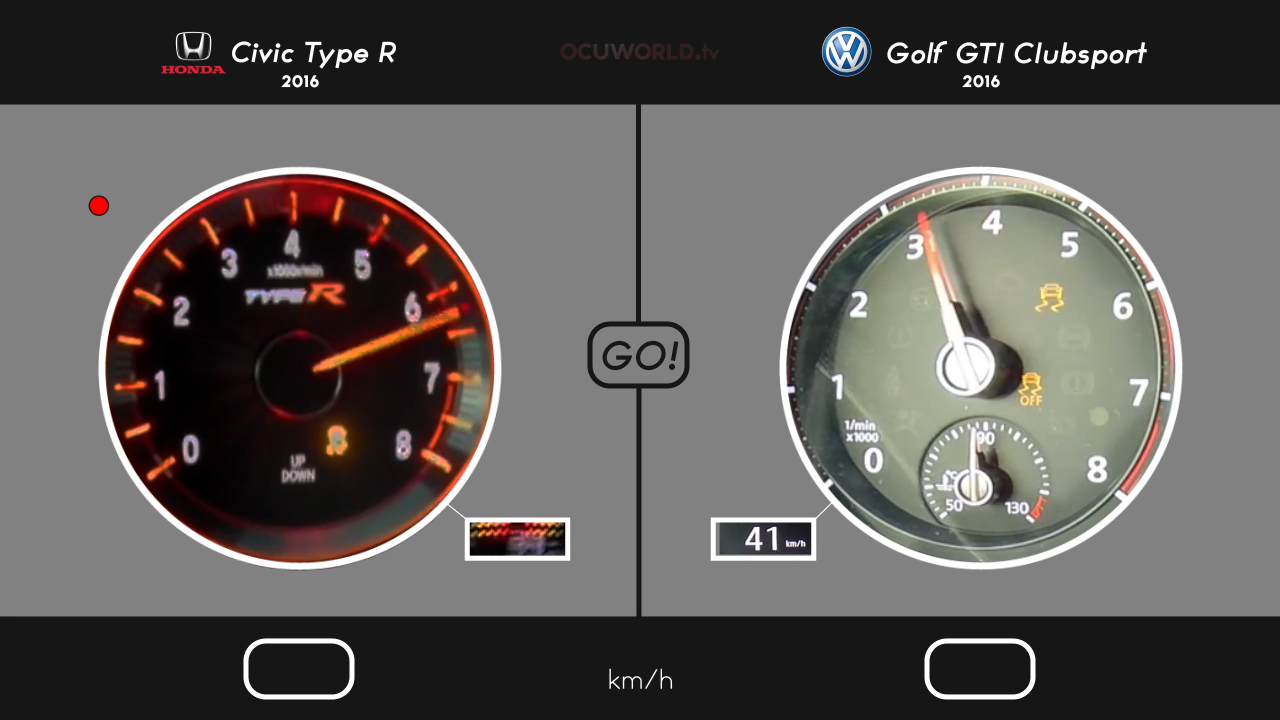 HONDA
Civic Type R
2016
OCUWORLD.tv
Golf GTI Clubsport
2016
0
1
2
3
4
5
6
7
8
x1000r/min
TYPE R
UP
DOWN
GO!
0
1
2
3
4
5
6
7
8
1/min
x1000
OFF
50
90
130
41 km/h
km/h